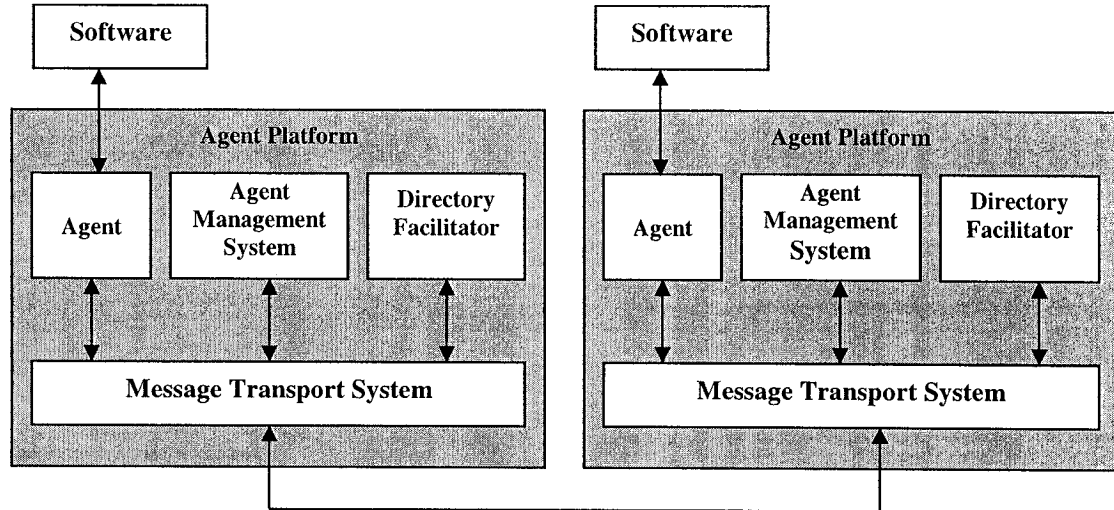 Software
Software
Agent Platform
Agent Platform
Agent
Agent
Management
System
Directory
Facilitator
Agent
Agent
Management
System
Directory
Facilitator
Message Transport System
Message Transport System